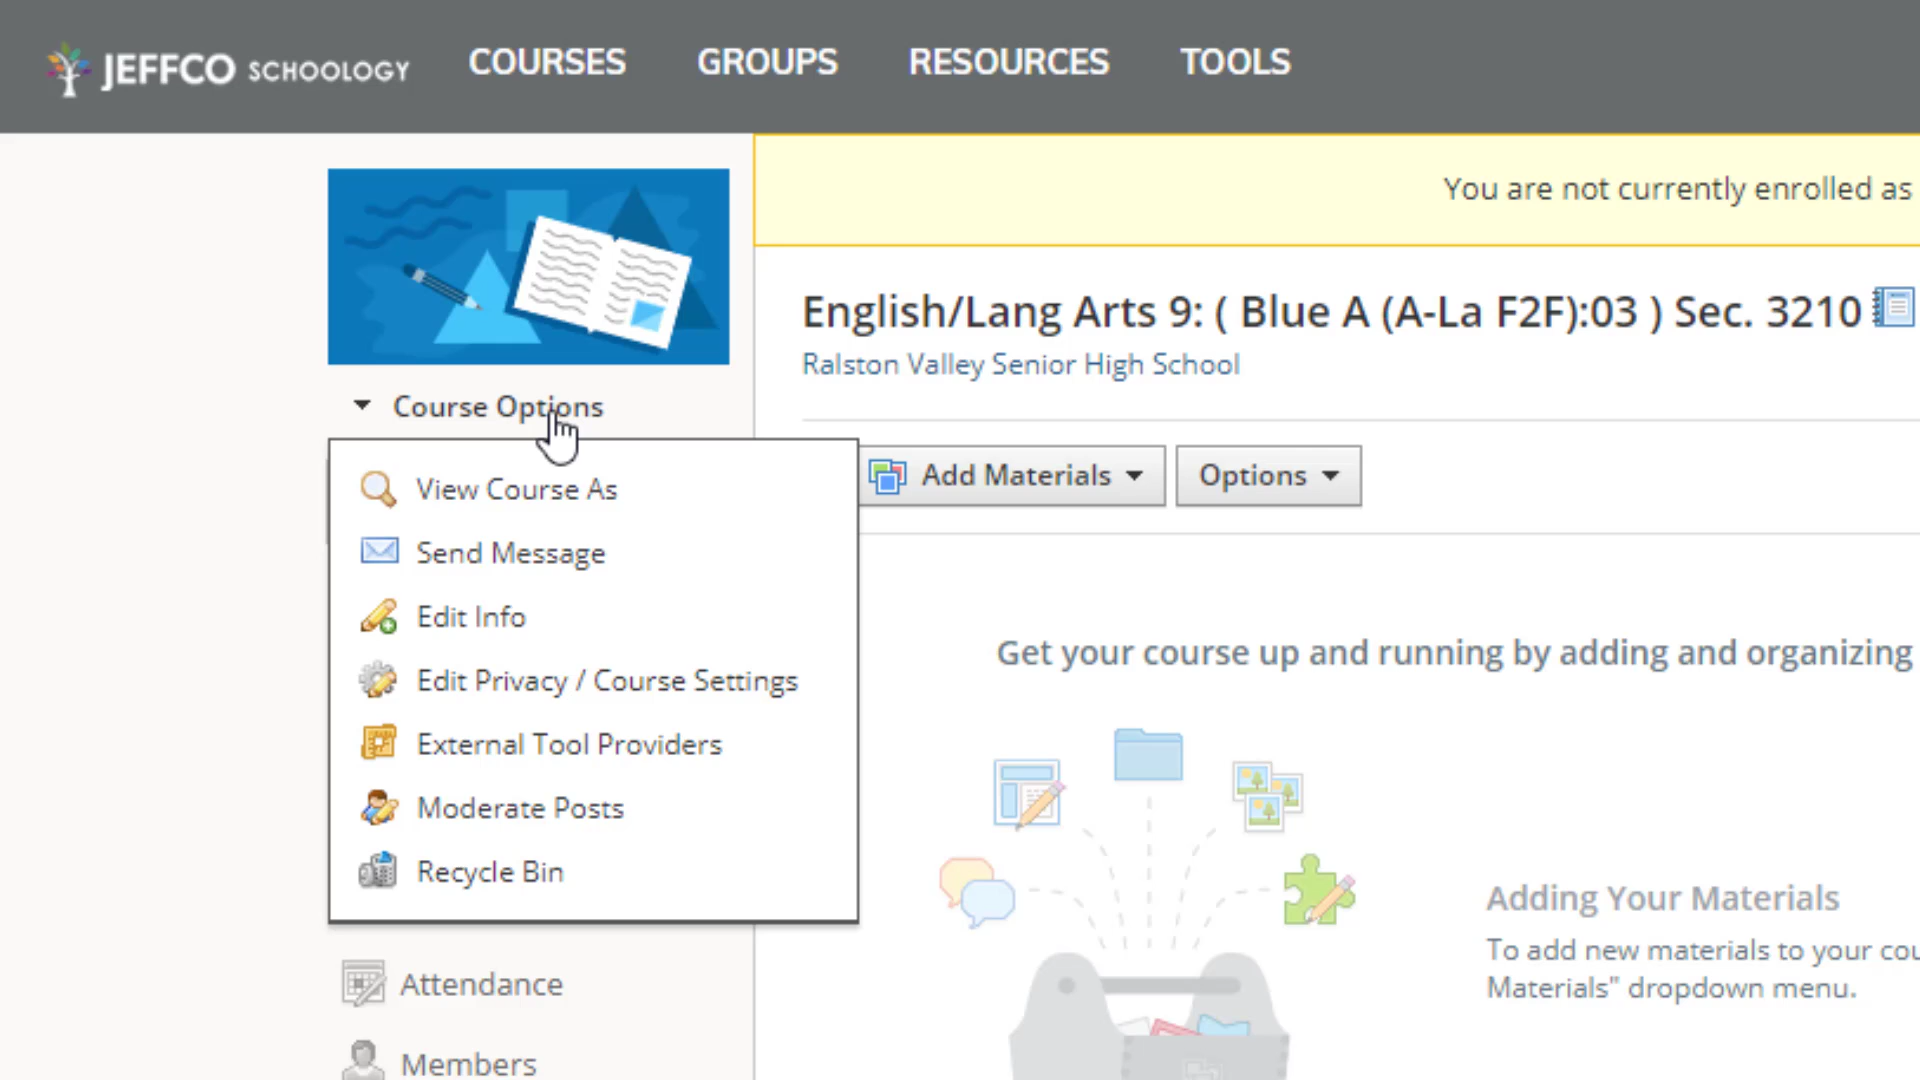 JEFFCO SCHOOLOGY COURSES GROUPS RESOURCES TOOLS
You are not currently enrolled as
English/Lang Arts 9: ( Blue A (A-La F2F):03 ) Sec. 3210
Ralston Valley Senior High School
Course Options
View Course As
Send Message
Edit Info
Edit Privacy / Course Settings
External Tool Providers
Moderate Posts
Recycle Bin
Attendance
Members
Add Materials Options
Get your course up and running by adding and organizing
Adding Your Materials
To add new materials to your cou
Materials" dropdown menu.